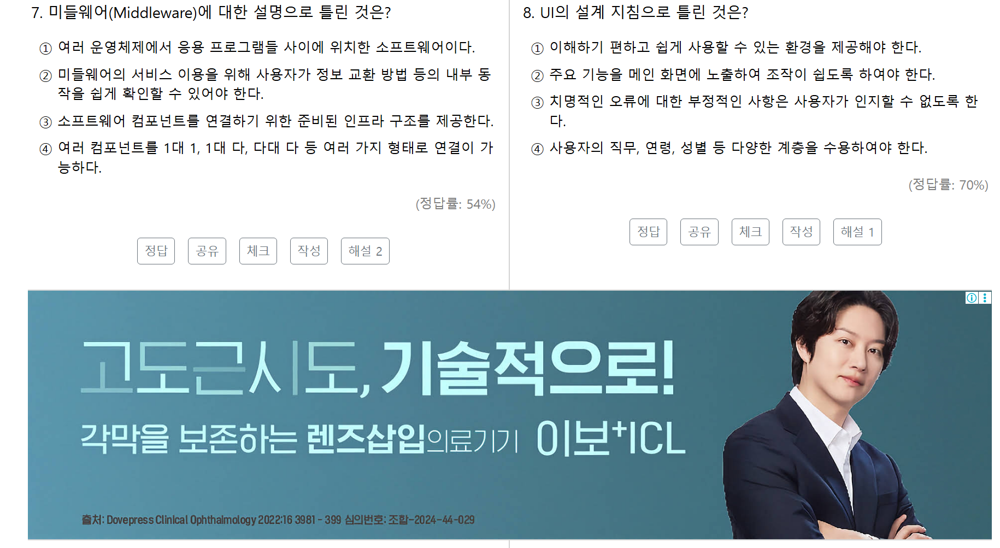 7. 미들웨어(Middleware)에 대한 설명으로 틀린 것은?
① 여러 운영체제에서 응용 프로그램들 사이에 위치한 소프트웨어이다.
② 미들웨어의 서비스 이용을 위해 사용자가 정보 교환 방법 등의 내부 동
작을 쉽게 확인할 수 있어야 한다.
③ 소프트웨어 컴포넌트를 연결하기 위한 준비된 인프라 구조를 제공한다.
④ 여러 컴포넌트를 1대 1, 1대 다, 다대 다 등 여러 가지 형태로 연결이 가
능하다.
(정답률: 54%)
정답 공유 체크 작성 해설 2
8. UI의 설계 지침으로 틀린 것은?
① 이해하기 편하고 쉽게 사용할 수 있는 환경을 제공해야 한다.
② 주요 기능을 메인 화면에 노출하여 조작이 쉽도록 하여야 한다.
③ 치명적인 오류에 대한 부정적인 사항은 사용자가 인지할 수 없도록 한
다.
④ 사용자의 직무, 연령, 성별 등 다양한 계층을 수용하여야 한다.
(정답률: 70%)
정답 공유 체크 작성 해설 1
고도근시도, 기술적으로!
각막을 보존하는 렌즈삽입의료기기 이보+ICL
출처: Dovepress Clinical Ophthalmology 2022:16 3981 - 399 심의번호: 조합-2024-44-029